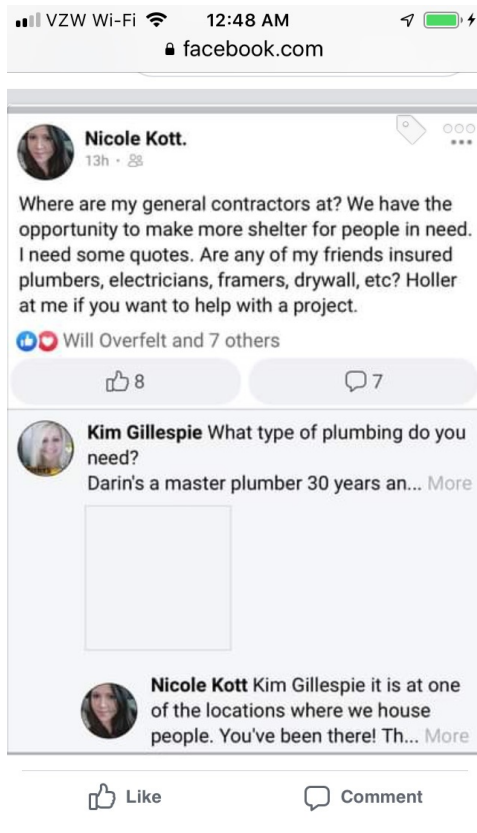 VZW Wi-Fi 12:48 AM
facebook.com
Nicole Kott.
13h ·
Where are my general contractors at? We have the
opportunity to make more shelter for people in need.
I need some quotes. Are any of my friends insured
plumbers, electricians, framers, drywall, etc? Holler
at me if you want to help with a project.
Will Overfelt and 7 others
8 7
Kim Gillespie What type of plumbing do you
need?
Darin's a master plumber 30 years an... More
Nicole Kott Kim Gillespie it is at one
of the locations where we house
people. You've been there! Th... More
Like Comment